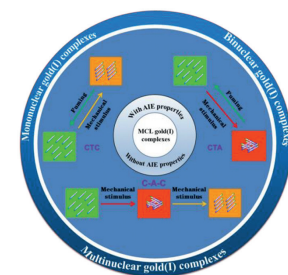 Mononuclear gold(I) complexes
Binuclear gold(I) complexes
Fuming
Mechanical
stimulus
Fuming
Mechanical
stimulus
With AIE properties
MCL gold(I)
complexes
Without AIE properties
CTC
CTA
C-A-C
Mechanical
stimulus
Mechanical
stimulus
Multinuclear gold(I) complexes